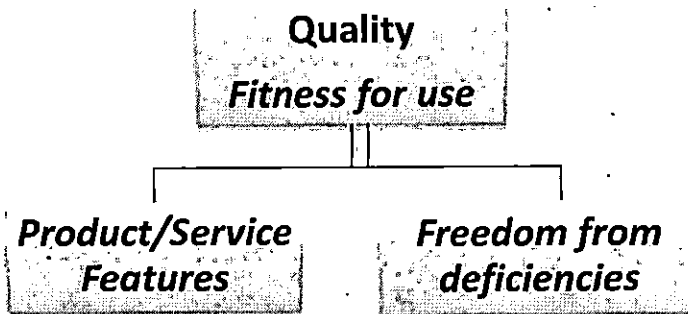 Quality
Fitness for use
Product/Service
Features
Freedom from
deficiencies